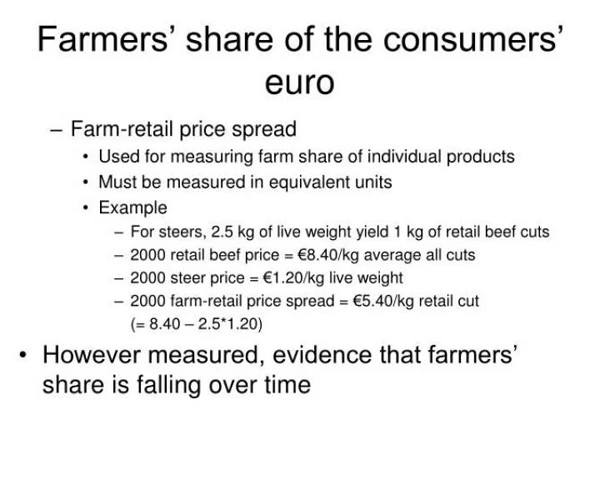 Farmers’ share of the consumers’
euro
– Farm-retail price spread
• Used for measuring farm share of individual products
• Must be measured in equivalent units
• Example
– For steers, 2.5 kg of live weight yield 1 kg of retail beef cuts
– 2000 retail beef price = €8.40/kg average all cuts
– 2000 steer price = €1.20/kg live weight
– 2000 farm-retail price spread = €5.40/kg retail cut
(= 8.40 – 2.5*1.20)
• However measured, evidence that farmers’
share is falling over time